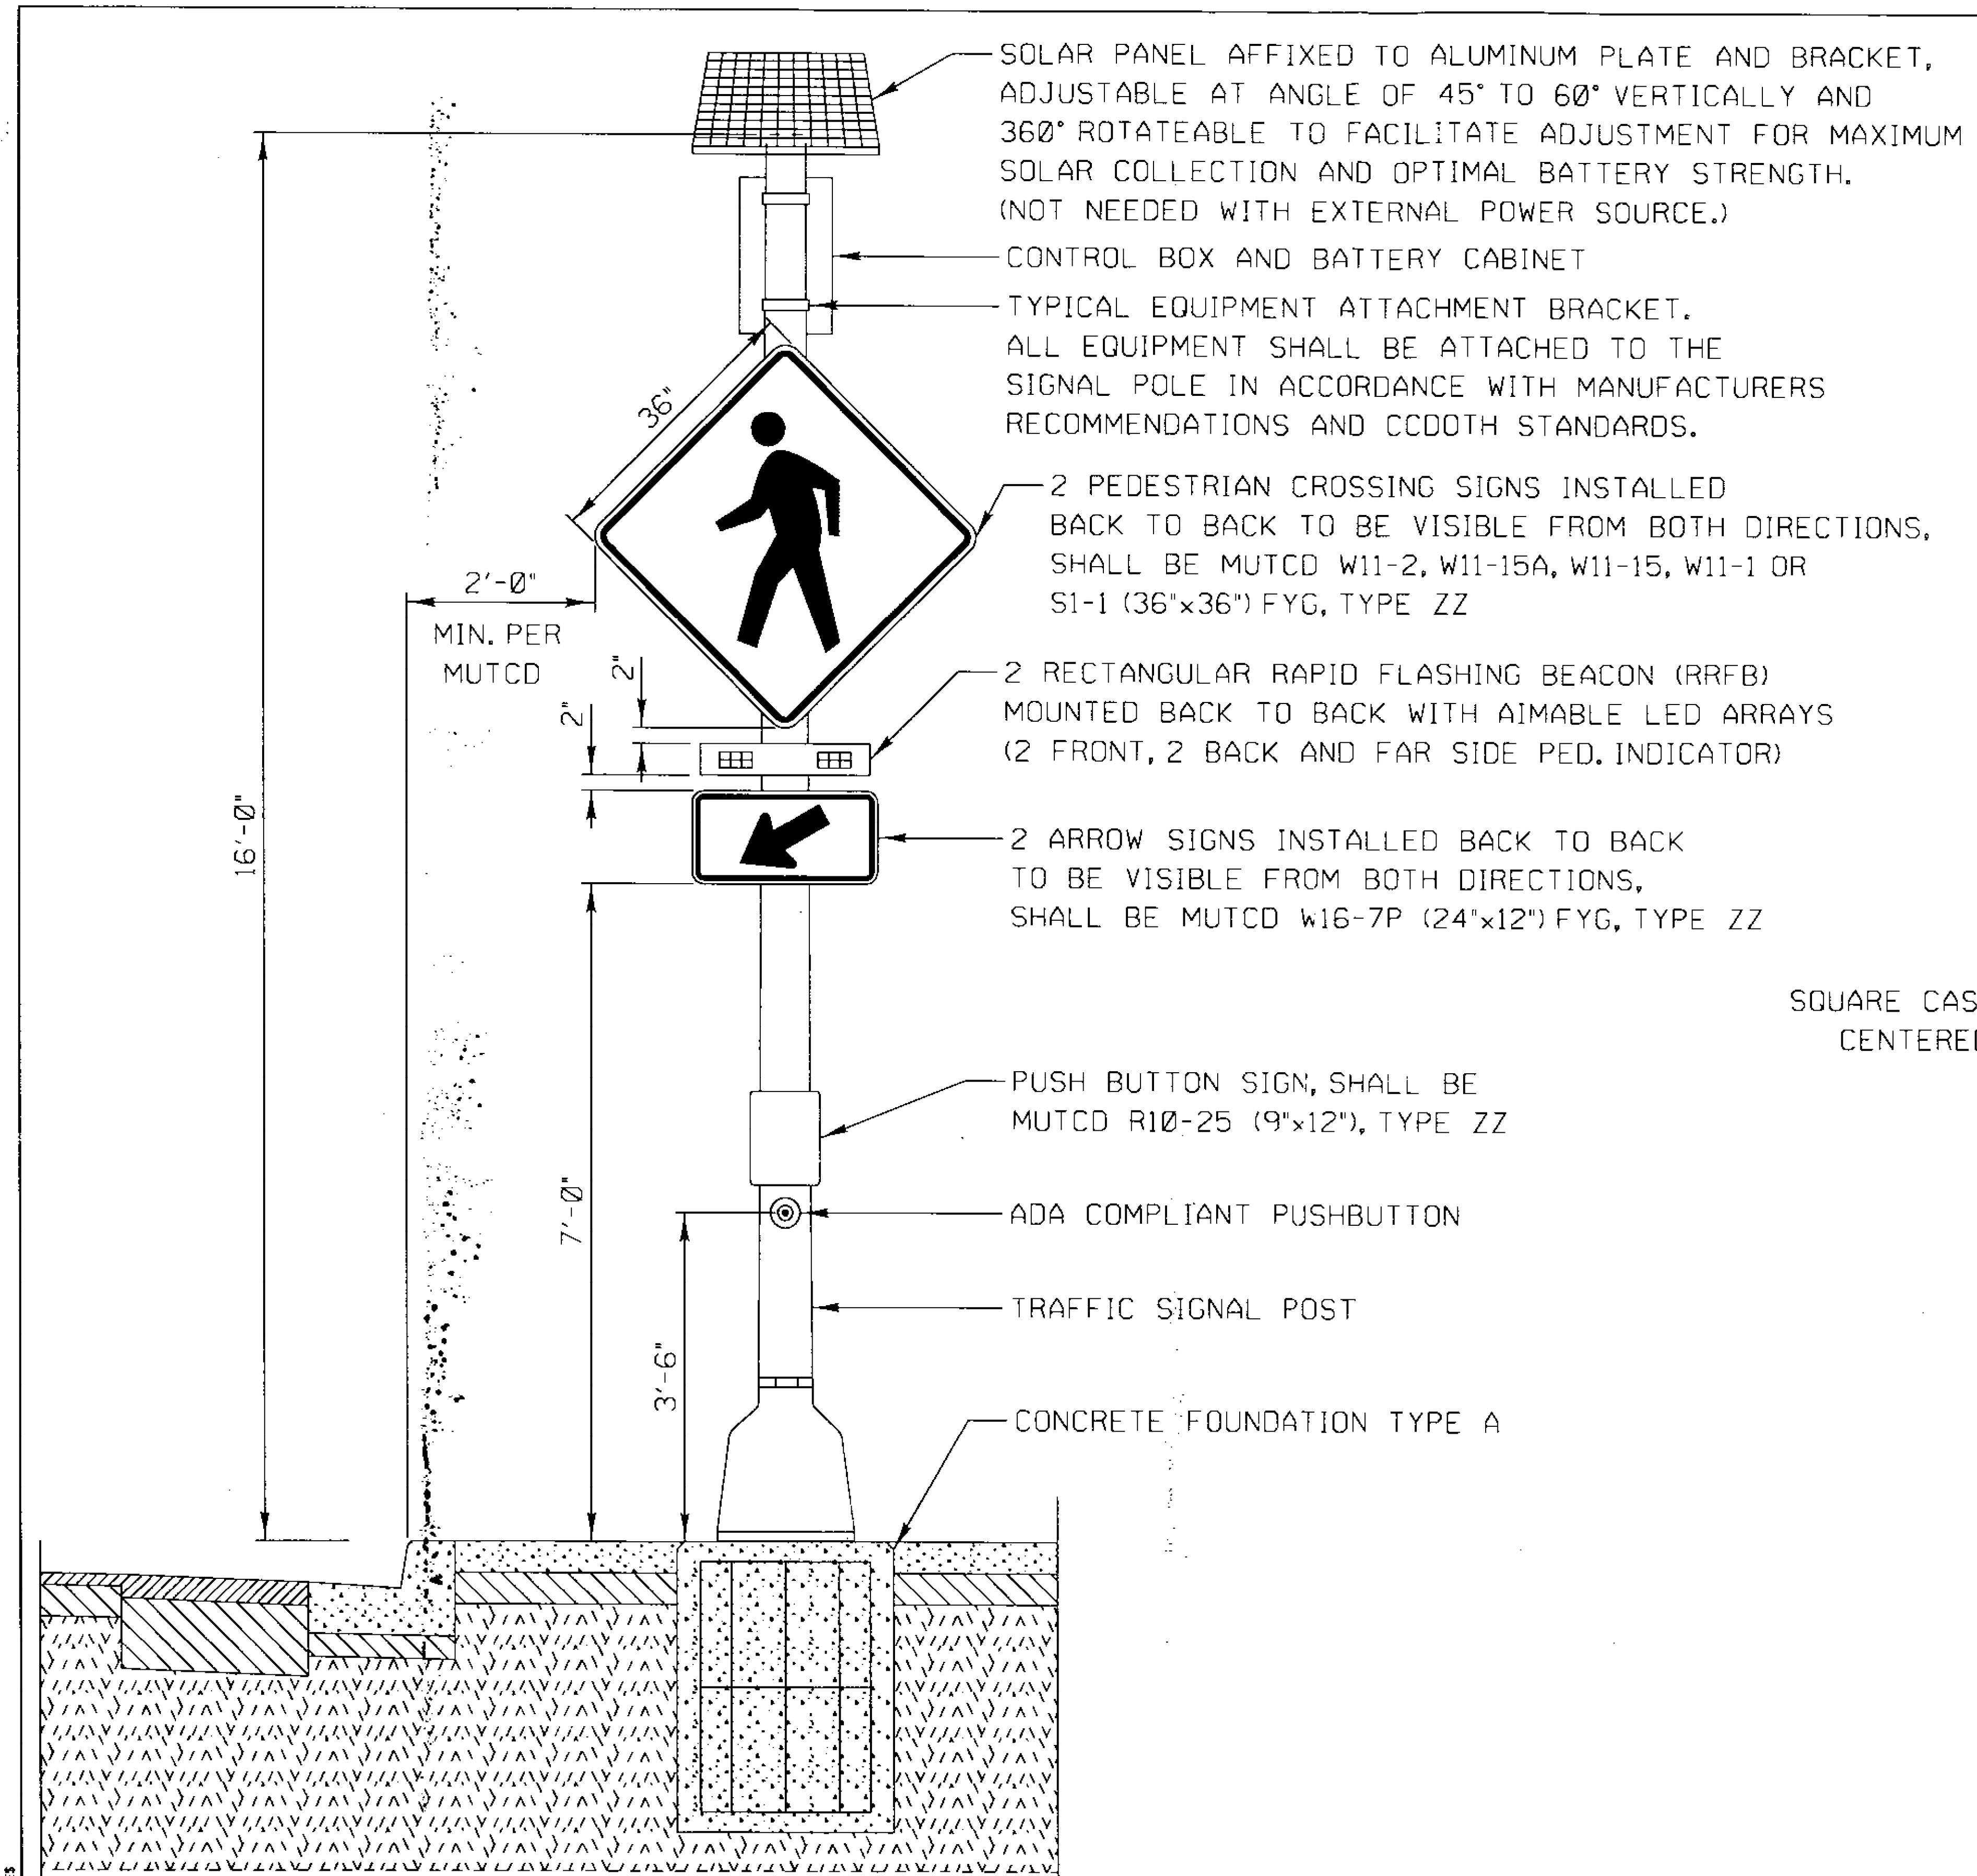 SOLAR PANEL AFFIXED TO ALUMINUM PLATE AND BRACKET,
ADJUSTABLE AT ANGLE OF 45° TO 60° VERTICALLY AND
360° ROTATEABLE TO FACILITATE ADJUSTMENT FOR MAXIMUM
SOLAR COLLECTION AND OPTIMAL BATTERY STRENGTH.
(NOT NEEDED WITH EXTERNAL POWER SOURCE.)
CONTROL BOX AND BATTERY CABINET
TYPICAL EQUIPMENT ATTACHMENT BRACKET.
ALL EQUIPMENT SHALL BE ATTACHED TO THE
SIGNAL POLE IN ACCORDANCE WITH MANUFACTURERS
RECOMMENDATIONS AND CCDOTH STANDARDS.
36"
2 PEDESTRIAN CROSSING SIGNS INSTALLED
BACK TO BACK TO BE VISIBLE FROM BOTH DIRECTIONS,
SHALL BE MUTCD W11-2, W11-15A, W11-15, W11-1 OR
S1-1 (36"x36") FYG, TYPE ZZ
2'-0"
MIN. PER
MUTCD
2"
2"
2 RECTANGULAR RAPID FLASHING BEACON (RRFB)
MOUNTED BACK TO BACK WITH AIMABLE LED ARRAYS
(2 FRONT, 2 BACK AND FAR SIDE PED. INDICATOR)
16'-0"
2 ARROW SIGNS INSTALLED BACK TO BACK
TO BE VISIBLE FROM BOTH DIRECTIONS,
SHALL BE MUTCD W16-7P (24"x12") FYG, TYPE ZZ
SQUARE CAS
CENTERED
PUSH BUTTON SIGN, SHALL BE
MUTCD R10-25 (9"x12"), TYPE ZZ
7'-0"
ADA COMPLIANT PUSHBUTTON
TRAFFIC SIGNAL POST
3'-6"
CONCRETE FOUNDATION TYPE A